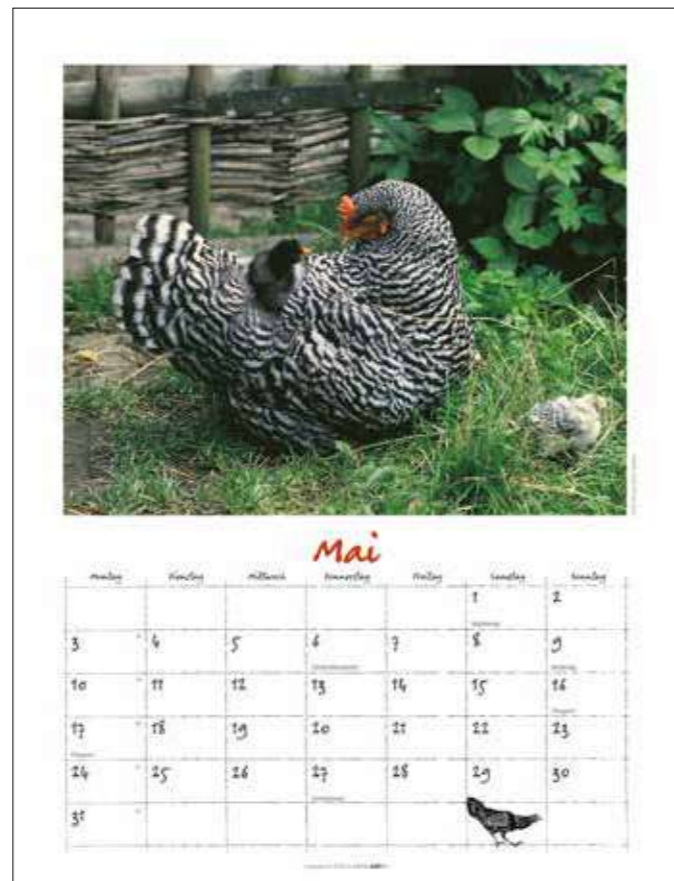 Mai
Montag Dienstag Mittwoch Donnerstag Freitag Samstag Sonntag
1 2
3 4 5 6 7 8 9
10 11 12 13 14 15 16
17 18 19 20 21 22 23
24 25 26 27 28 29 30
31